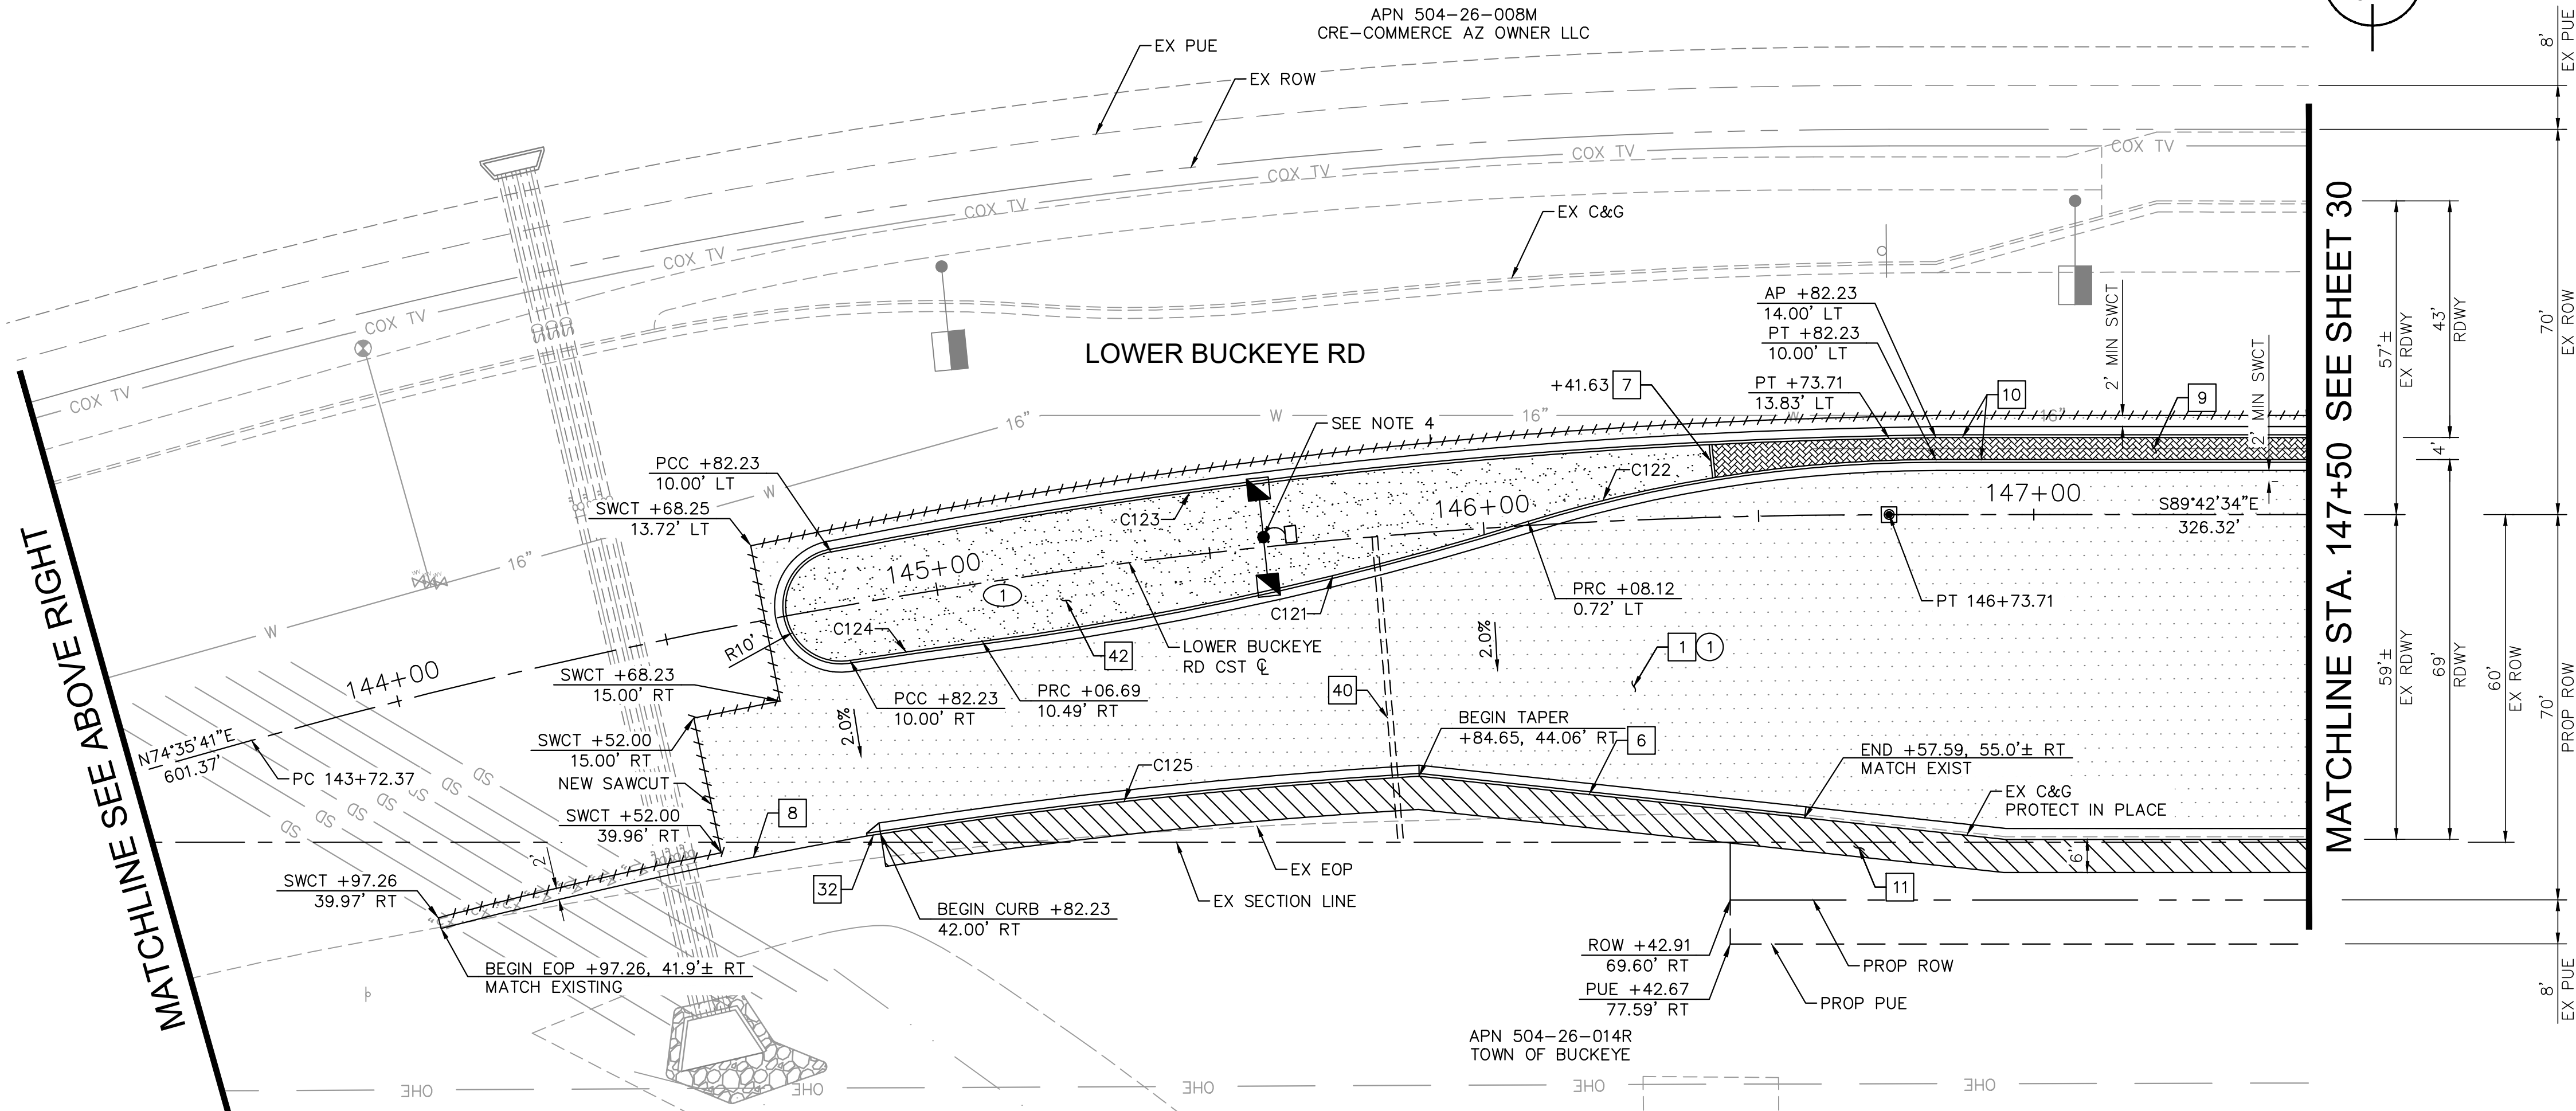 APN 504-26-008M
CRE-COMMERCE AZ OWNER LLC
EX PUE
EX ROW
COX TV
COX TV
COX TV
COX TV
COX TV
COX TV
COX TV
EX C&G
LOWER BUCKEYE RD
AP +82.23
14.00' LT
PT +82.23
10.00' LT
PT +73.71
13.83' LT
+41.63 7
10
9
2' MIN SWCT
2' MIN SWCT
16"
W
16"
W
16"
SEE NOTE 4
PCC +82.23
10.00' LT
SWCT +68.25
13.72' LT
W
16"
W
C123
C122
145+00
146+00
147+00
S89°42'34"E
326.32'
1
C121
C124
R10'
42
LOWER BUCKEYE
RD CST ℄
PRC +08.12
0.72' LT
PT 146+73.71
2.0%
1 1
144+00
SWCT +68.23
15.00' RT
PCC +82.23
10.00' RT
PRC +06.69
10.49' RT
40
2.0%
N74°35'41"E
601.37'
PC 143+72.37
SWCT +52.00
15.00' RT
NEW SAWCUT
SWCT +52.00
39.96' RT
8
C125
BEGIN TAPER
+84.65, 44.06' RT
6
END +57.59, 55.0'± RT
MATCH EXIST
EX C&G
PROTECT IN PLACE
SD
SD
SD
SD
SD
SD
SD
2'
SWCT +97.26
39.97' RT
32
BEGIN CURB +82.23
42.00' RT
EX EOP
EX SECTION LINE
11
6'
BEGIN EOP +97.26, 41.9'± RT
MATCH EXISTING
ROW +42.91
69.60' RT
PUE +42.67
77.59' RT
PROP ROW
PROP PUE
APN 504-26-014R
TOWN OF BUCKEYE
OHE
OHE
OHE
OHE
OHE
MATCHLINE SEE ABOVE RIGHT
MATCHLINE STA. 147+50 SEE SHEET 30
57'±
EX RDWY
43'
RDWY
4'
59'±
EX RDWY
69'
RDWY
60'
EX ROW
8'
EX PUE
70'
EX ROW
70'
PROP ROW
8'
EX PUE